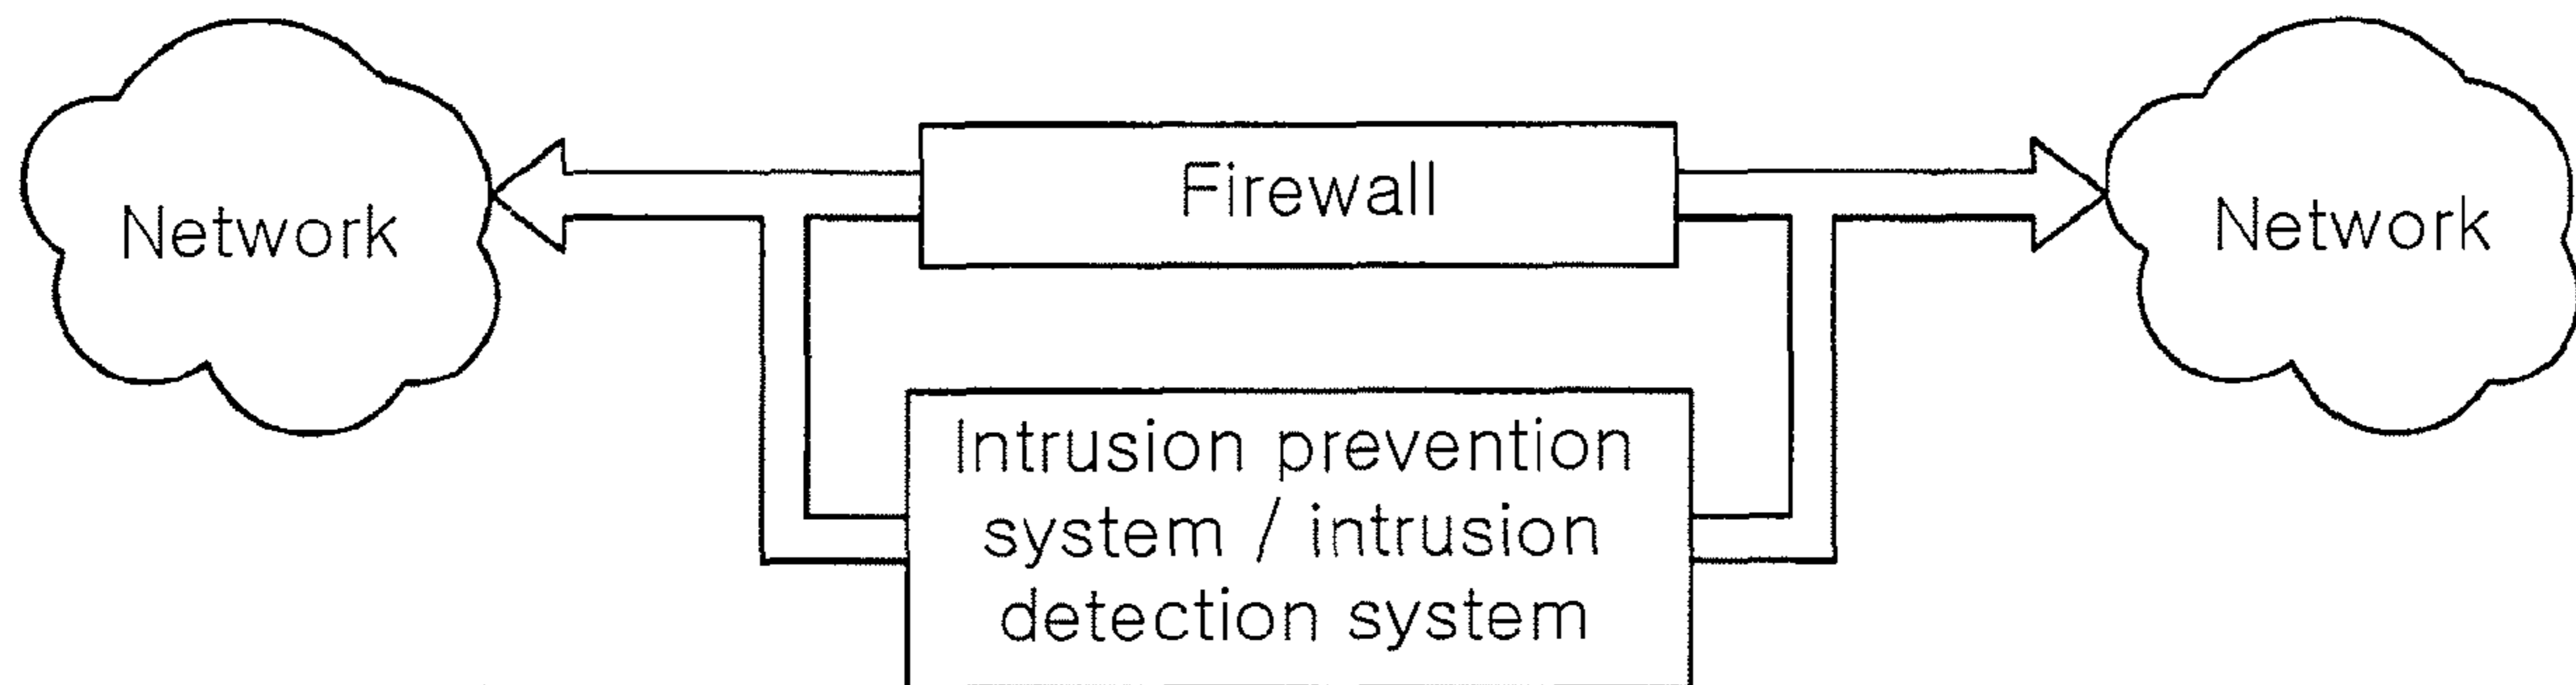 Network
Firewall
Network
Intrusion prevention
system / intrusion
detection system